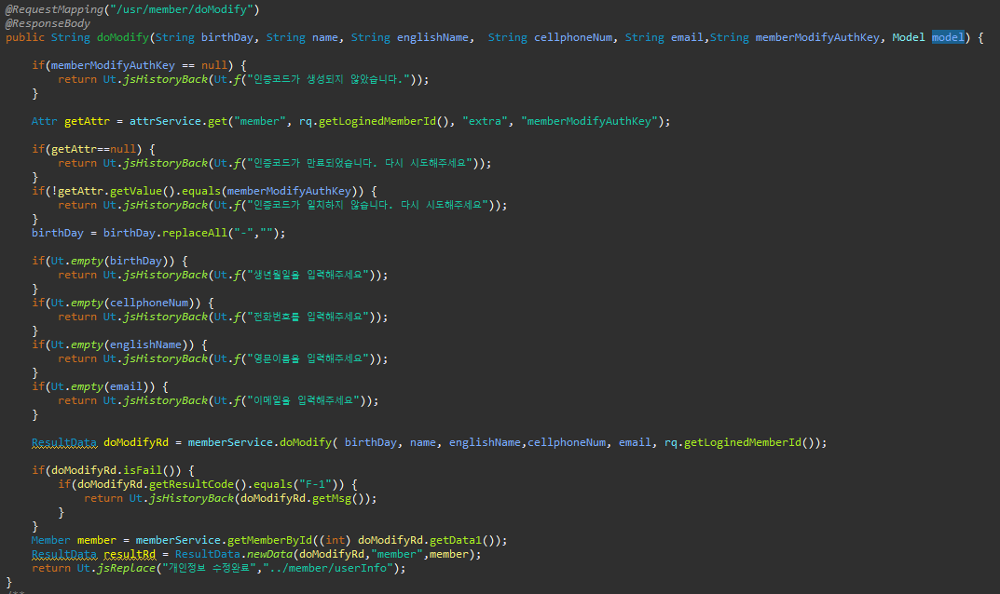 @RequestMapping("/usr/member/doModify")
@ResponseBody
public String doModify(String birthDay, String name, String englishName,  String cellphoneNum, String email,String memberModifyAuthKey, Model model) {
    if(memberModifyAuthKey == null) {
        return Ut.jsHistoryBack(Ut.f("인증코드가 생성되지 않았습니다."));
    }
    Attr getAttr = attrService.get("member", rq.getLoginedMemberId(), "extra", "memberModifyAuthKey");
    if(getAttr==null) {
        return Ut.jsHistoryBack(Ut.f("인증코드가 만료되었습니다. 다시 시도해주세요"));
    }
    if(!getAttr.getValue().equals(memberModifyAuthKey)) {
        return Ut.jsHistoryBack(Ut.f("인증코드가 일치하지 않습니다. 다시 시도해주세요"));
    }
    birthDay = birthDay.replaceAll("-","");
    if(Ut.empty(birthDay)) {
        return Ut.jsHistoryBack(Ut.f("생년월일을 입력해주세요"));
    }
    if(Ut.empty(cellphoneNum)) {
        return Ut.jsHistoryBack(Ut.f("전화번호를 입력해주세요"));
    }
    if(Ut.empty(englishName)) {
        return Ut.jsHistoryBack(Ut.f("영문이름을 입력해주세요"));
    }
    if(Ut.empty(email)) {
        return Ut.jsHistoryBack(Ut.f("이메일을 입력해주세요"));
    }
    ResultData doModifyRd = memberService.doModify( birthDay, name, englishName,cellphoneNum, email, rq.getLoginedMemberId());
    if(doModifyRd.isFail()) {
        if(doModifyRd.getResultCode().equals("F-1")) {
            return Ut.jsHistoryBack(doModifyRd.getMsg());
        }
    }
    Member member = memberService.getMemberById((int) doModifyRd.getData1());
    ResultData resultRd = ResultData.newData(doModifyRd,"member",member);
    return Ut.jsReplace("개인정보 수정완료","../member/userInfo");
}
/**